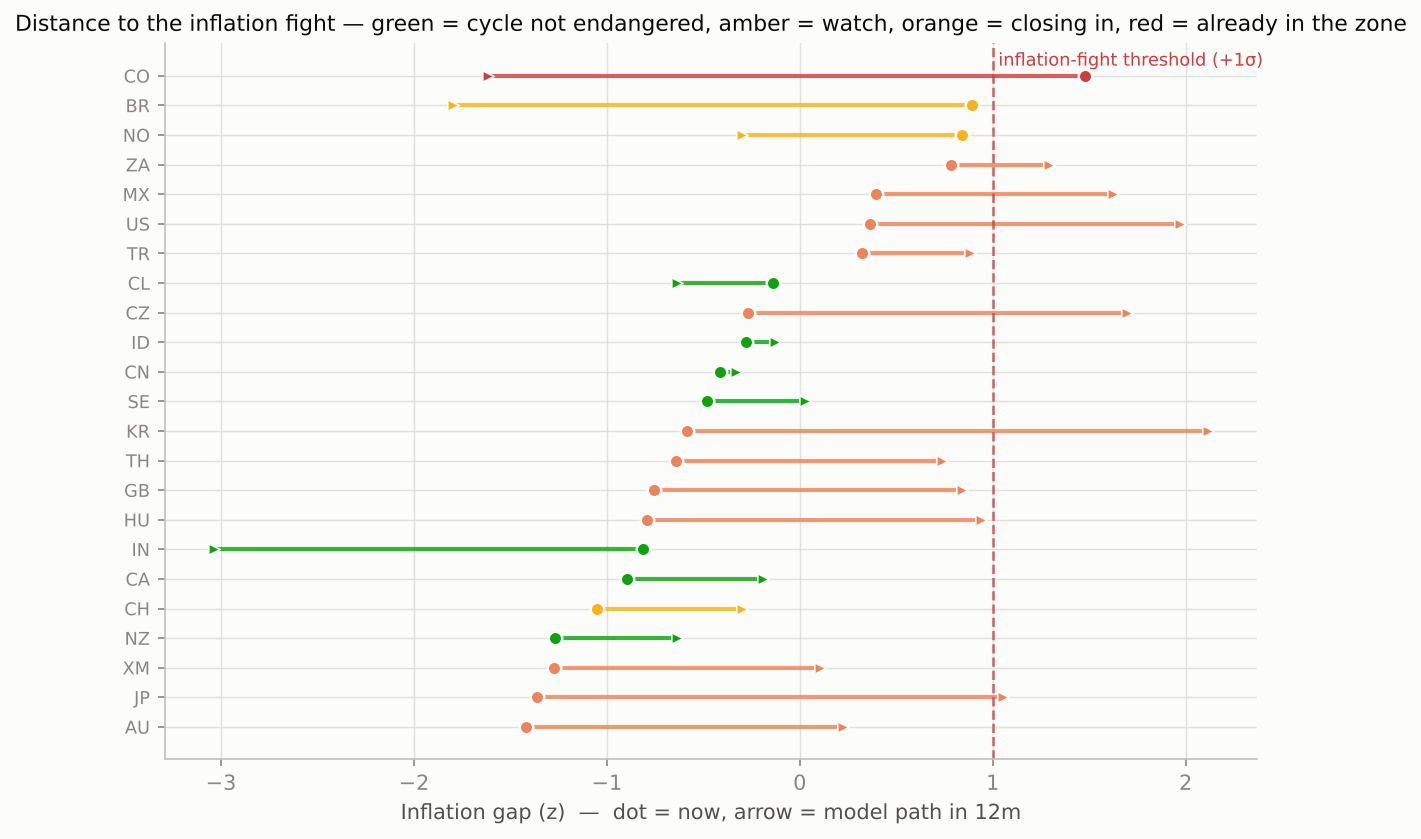 Distance to the inflation fight — green = cycle not endangered, amber = watch, orange = closing in, red = already in the zone
inflation-fight threshold (+1σ)
CO
BR
NO
ZA
MX
US
TR
CL
CZ
ID
CN
SE
KR
TH
GB
HU
IN
CA
CH
NZ
XM
JP
AU
−3 −2 −1 0 1 2
Inflation gap (z) — dot = now, arrow = model path in 12m